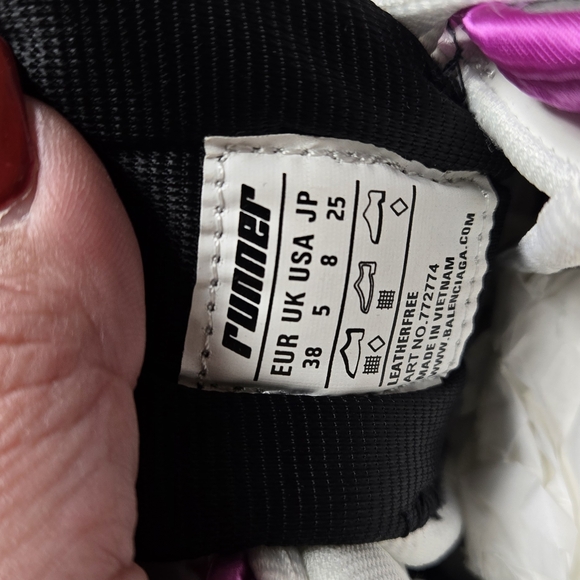 runner
EUR UK USA JP
38 5 8 25
LEATHERFREE
ART NO.772774
MADE IN VIETNAM
WWW.BALENCIAGA.COM